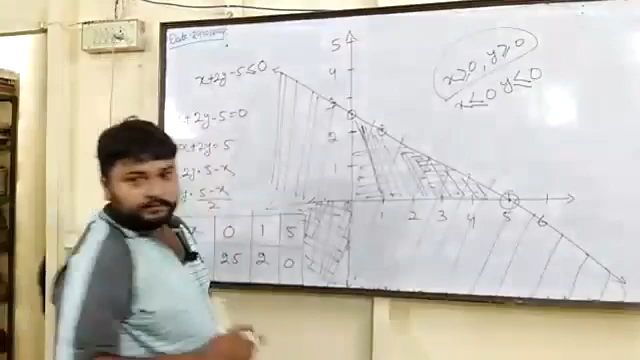 x+2y-5≤0
x≥0, y≥0
x≤0 y≤0
+2y-5=0
x+2y=5
2y=5-x
y=5-x/2
x 0 1 5
2.5 2 0
5
4
3
2
1
1 2 3 4 5 6